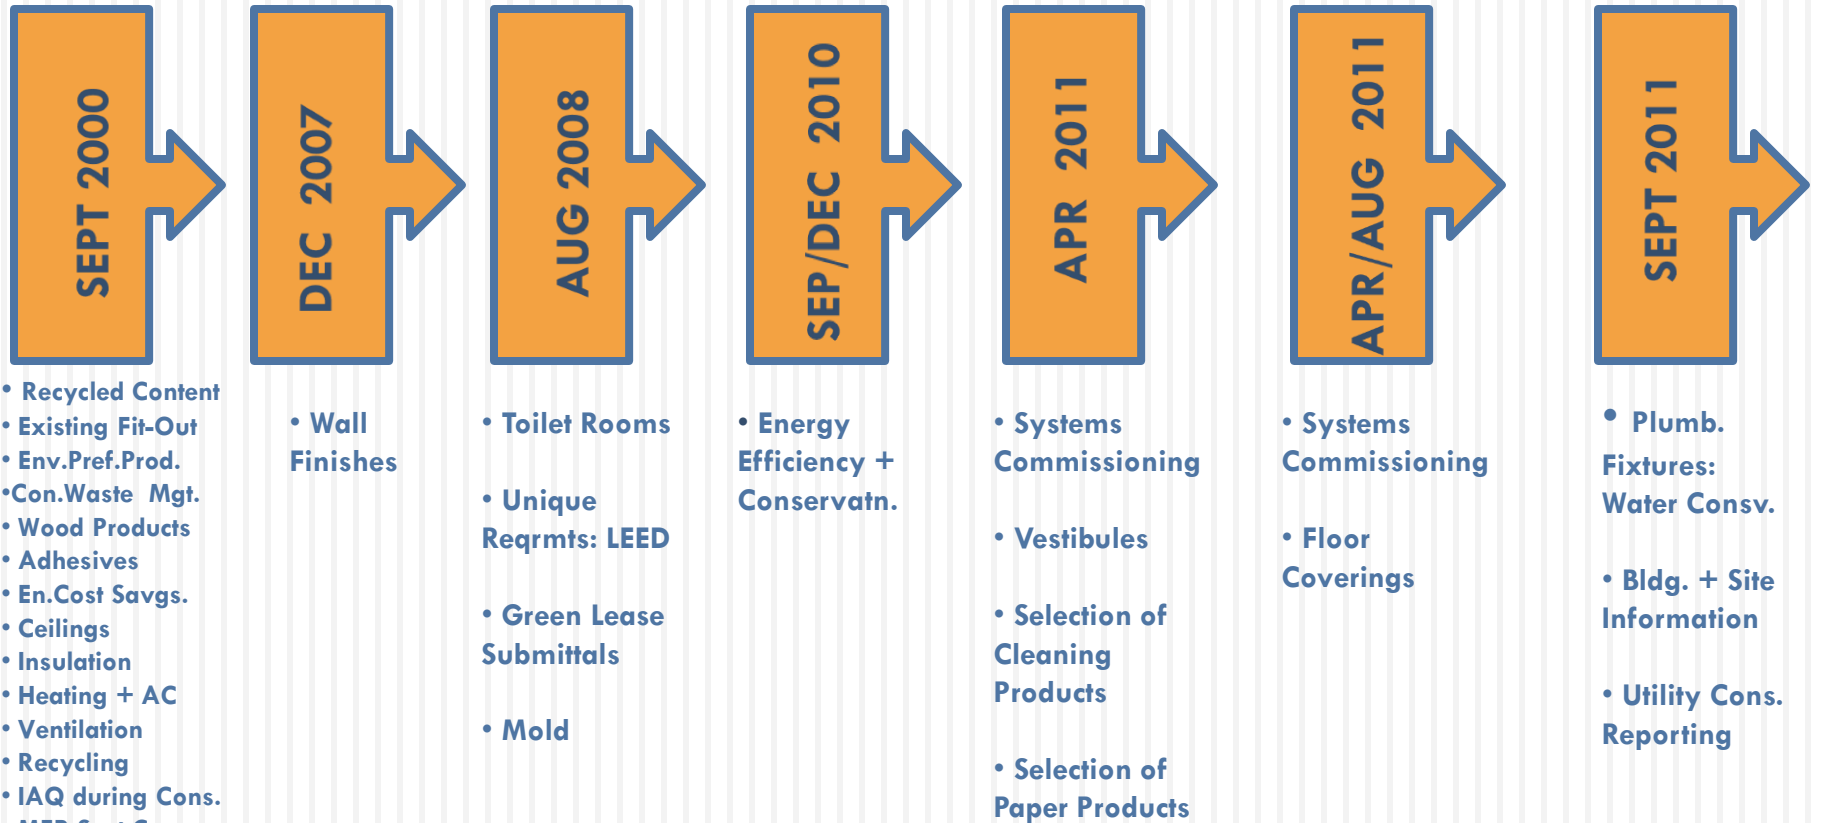 SEPT 2000
DEC 2007
AUG 2008
SEP/DEC 2010
APR 2011
APR/AUG 2011
SEPT 2011
• Recycled Content
• Existing Fit-Out
• Env.Pref.Prod.
•Con.Waste Mgt.
• Wood Products
• Adhesives
• En.Cost Savgs.
• Ceilings
• Insulation
• Heating + AC
• Ventilation
• Recycling
• IAQ during Cons.
• Wall
Finishes
• Toilet Rooms
• Unique
Reqrmts: LEED
• Green Lease
Submittals
• Mold
• Energy
Efficiency +
Conservatn.
• Systems
Commissioning
• Vestibules
• Selection of
Cleaning
Products
• Selection of
Paper Products
• Systems
Commissioning
• Floor
Coverings
• Plumb.
Fixtures:
Water Consv.
• Bldg. + Site
Information
• Utility Cons.
Reporting